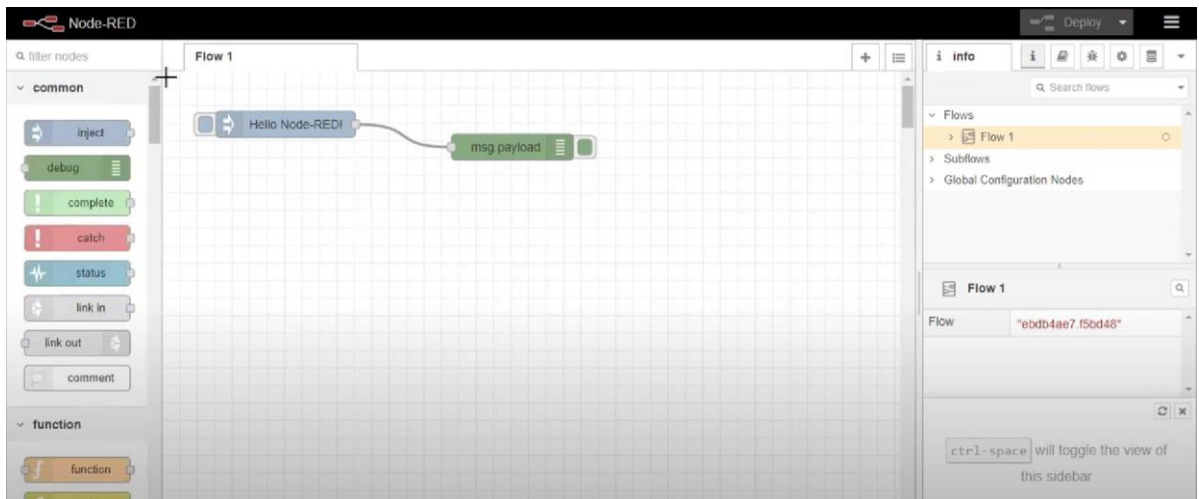 Node-RED
Deploy
filter nodes
Flow 1
i info
i
Search flows
common
inject
debug
complete
catch
status
link in
link out
comment
function
f function
Hello Node-RED!
msg.payload
Flows
Flow 1
Subflows
Global Configuration Nodes
Flow 1
Flow "ebdb4ae7.f5bd48"
ctrl-space will toggle the view of
this sidebar